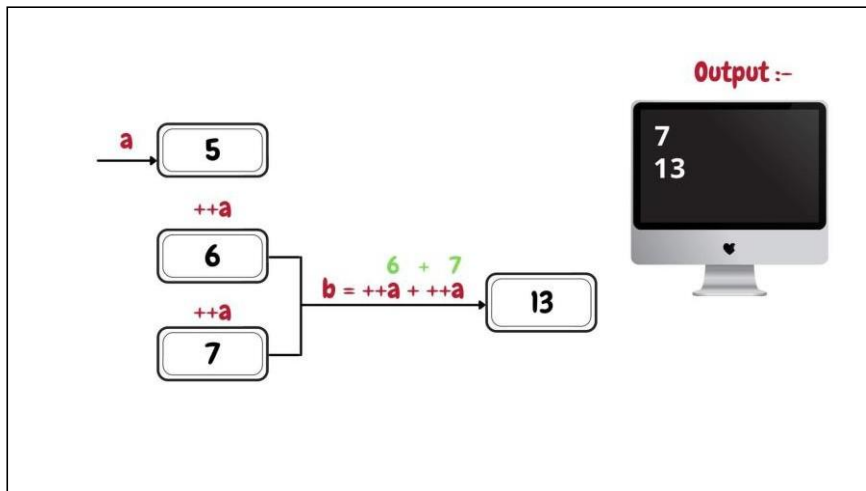 Output :-
7
13
a
5
++a
6
6 + 7
b = ++a + ++a
13
++a
7